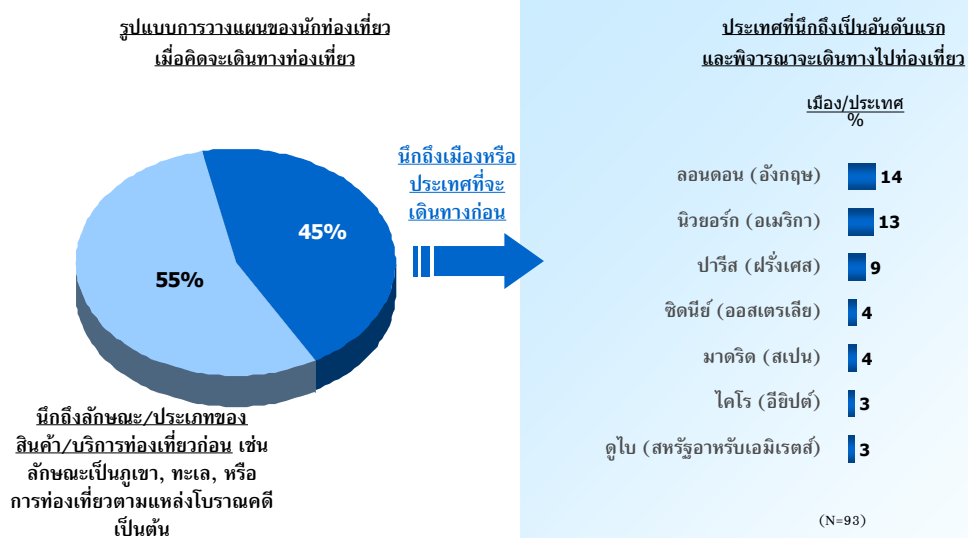 รูปแบบการวางแผนของนักท่องเที่ยว
เมื่อคิดจะเดินทางท่องเที่ยว
45%
55%
นึกถึงเมืองหรือ
ประเทศที่จะ
เดินทางก่อน
นึกถึงลักษณะ/ประเภทของ
สินค้า/บริการท่องเที่ยวก่อน เช่น
ลักษณะเป็นภูเขา, ทะเล, หรือ
การท่องเที่ยวตามแหล่งโบราณคดี
เป็นต้น
ประเทศที่นึกถึงเป็นอันดับแรก
และพิจารณาจะเดินทางไปท่องเที่ยว
เมือง/ประเทศ
%
ลอนดอน (อังกฤษ) 14
นิวยอร์ก (อเมริกา) 13
ปารีส (ฝรั่งเศส) 9
ซิดนีย์ (ออสเตรเลีย) 4
มาดริด (สเปน) 4
ไคโร (อียิปต์) 3
ดูไบ (สหรัฐอาหรับเอมิเรตส์) 3
(N=93)